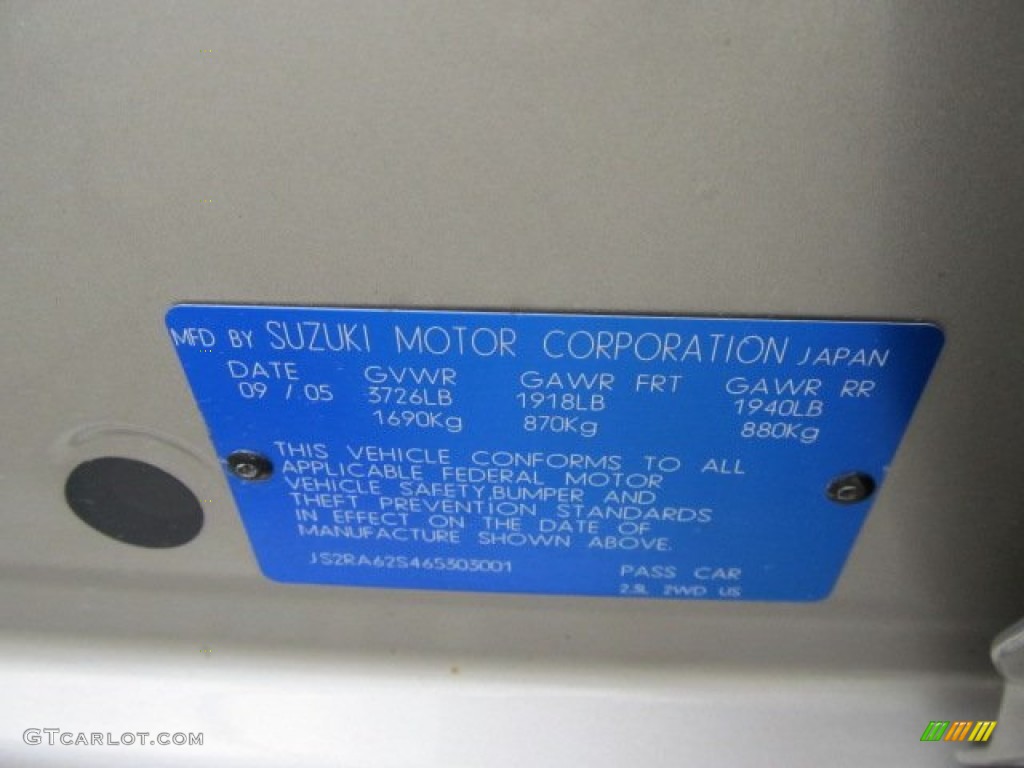 MFD BY SUZUKI MOTOR CORPORATION JAPAN
DATE GVWR GAWR FRT GAWR RR
09 / 05 3726LB 1918LB 1940LB
1690Kg 870Kg 880Kg
THIS VEHICLE CONFORMS TO ALL
APPLICABLE FEDERAL MOTOR
VEHICLE SAFETY,BUMPER AND
THEFT PREVENTION STANDARDS
IN EFFECT ON THE DATE OF
MANUFACTURE SHOWN ABOVE.
JS2RA62S465303001 PASS CAR
2.3L 2WD US
GTCARLOT.COM